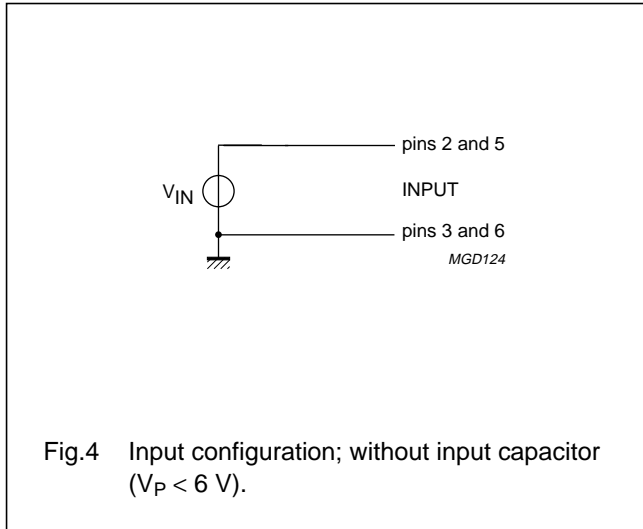 pins 2 and 5
VIN
INPUT
pins 3 and 6
MGD124
Fig.4 Input configuration; without input capacitor
(VP < 6 V).